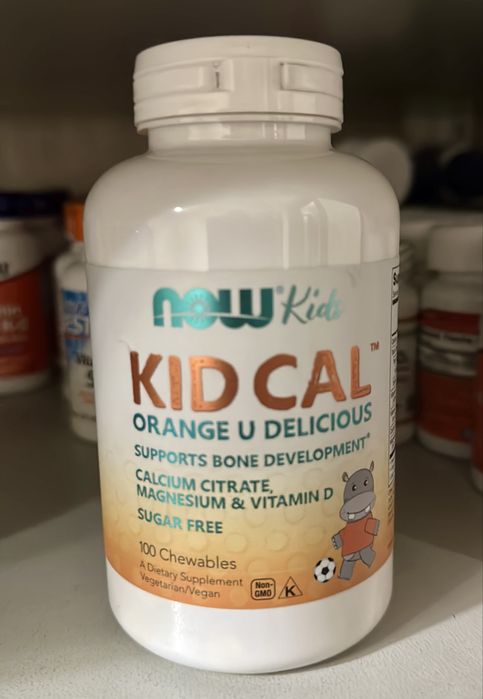 NOW® Kids
KID CAL™
ORANGE U DELICIOUS
SUPPORTS BONE DEVELOPMENT*
CALCIUM CITRATE,
MAGNESIUM & VITAMIN D
SUGAR FREE
100 Chewables
A Dietary Supplement
Vegetarian/Vegan
Non-
GMO
K